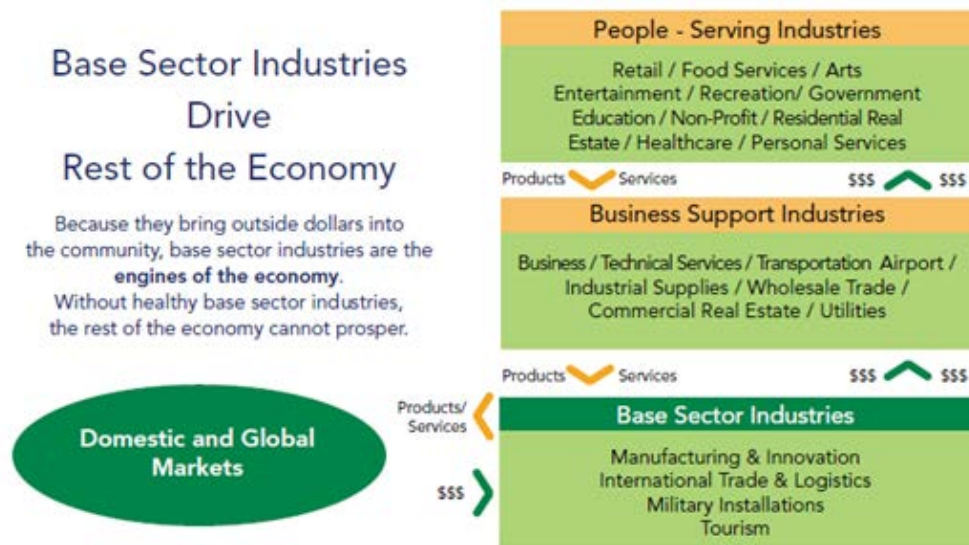 Base Sector Industries
Drive
Rest of the Economy
Because they bring outside dollars into
the community, base sector industries are the
engines of the economy.
Without healthy base sector industries,
the rest of the economy cannot prosper.
Domestic and Global
Markets
Products/
Services
$$$
People - Serving Industries
Retail / Food Services / Arts
Entertainment / Recreation/ Government
Education / Non-Profit / Residential Real
Estate / Healthcare / Personal Services
Products Services $$$ $$$
Business Support Industries
Business / Technical Services / Transportation Airport /
Industrial Supplies / Wholesale Trade /
Commercial Real Estate / Utilities
Products Services $$$ $$$
Base Sector Industries
Manufacturing & Innovation
International Trade & Logistics
Military Installations
Tourism